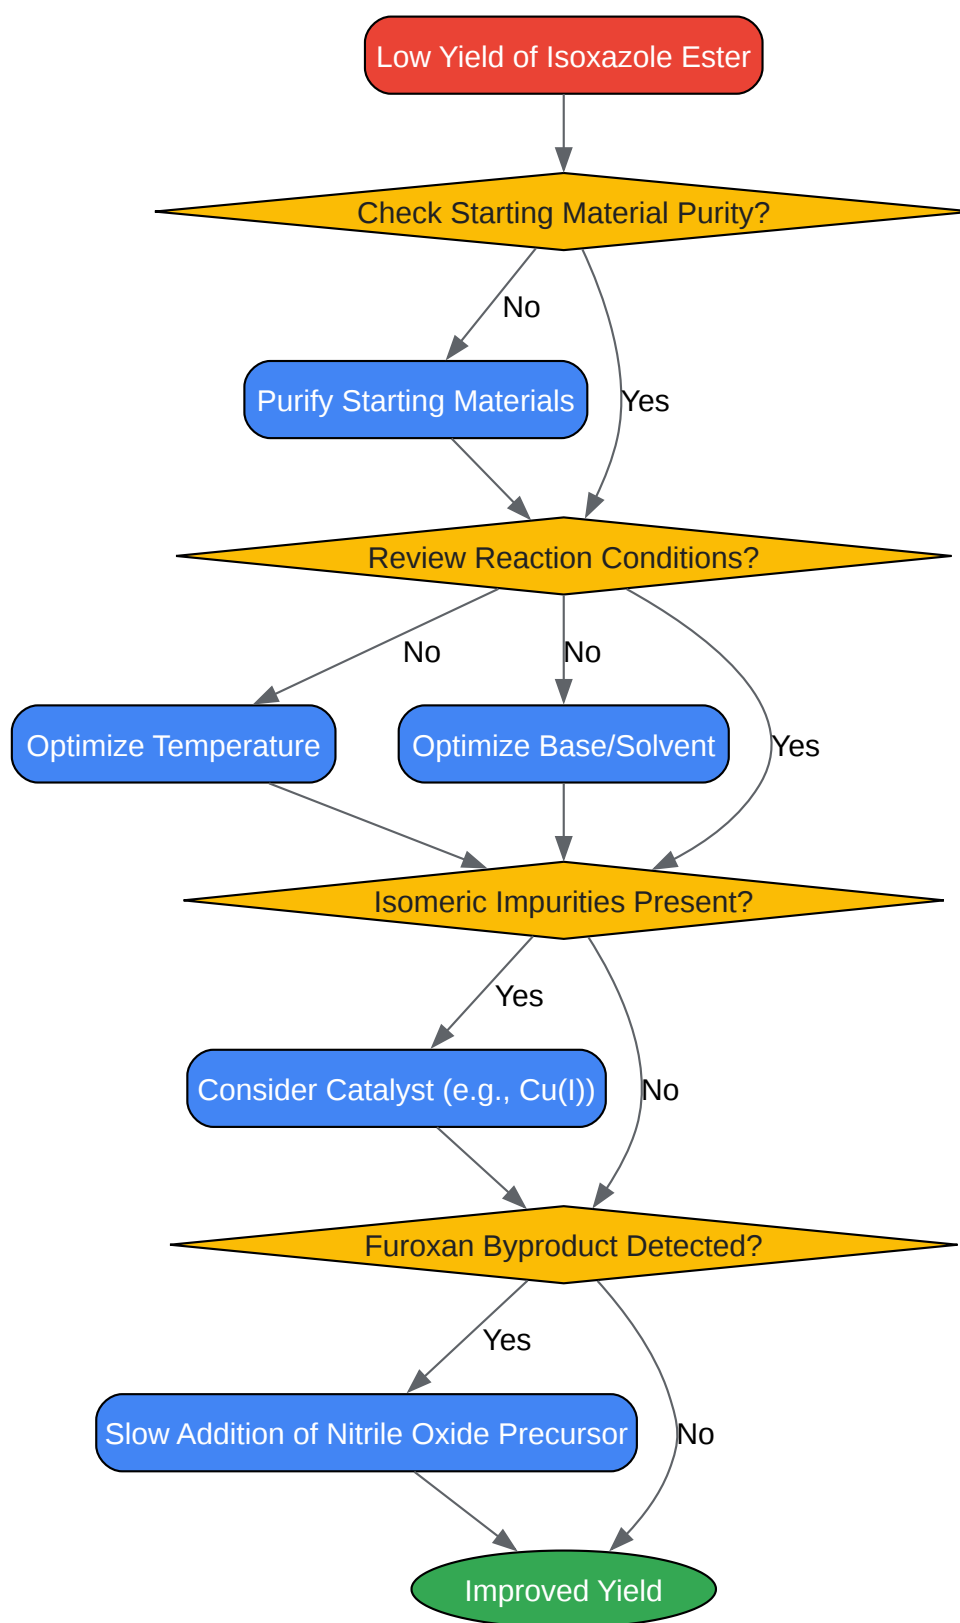 Low Yield of Isoxazole Ester
Check Starting Material Purity?
No
Purify Starting Materials
Yes
Review Reaction Conditions?
No
No
Optimize Temperature
Optimize Base/Solvent
Yes
Isomeric Impurities Present?
Yes
Consider Catalyst (e.g., Cu(I))
No
Furoxan Byproduct Detected?
Yes
Slow Addition of Nitrile Oxide Precursor
No
Improved Yield